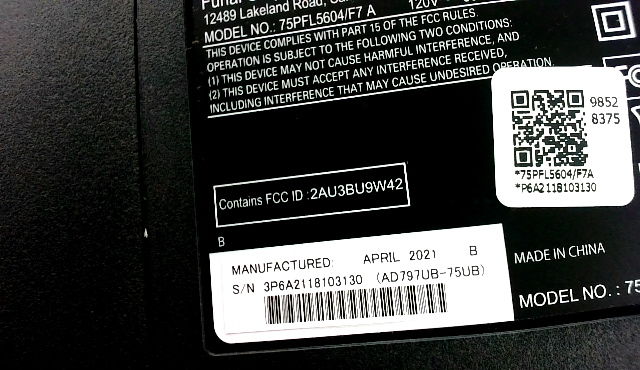 12489 Lakeland Road,
MODEL NO.: 75PFL5604/F7 A 120V
THIS DEVICE COMPLIES WITH PART 15 OF THE FCC RULES.
OPERATION IS SUBJECT TO THE FOLLOWING TWO CONDITIONS:
(1) THIS DEVICE MAY NOT CAUSE HARMFUL INTERFERENCE, AND
(2) THIS DEVICE MUST ACCEPT ANY INTERFERENCE RECEIVED,
INCLUDING INTERFERENCE THAT MAY CAUSE UNDESIRED OPERATION.
9852
8375
*75PFL5604/F7A
*P6A2118103130
Contains FCC ID :2AU3BU9W42
B
MANUFACTURED: APRIL 2021 B
S/N 3P6A2118103130 (AD797UB-75UB)
MADE IN CHINA
MODEL NO. : 75